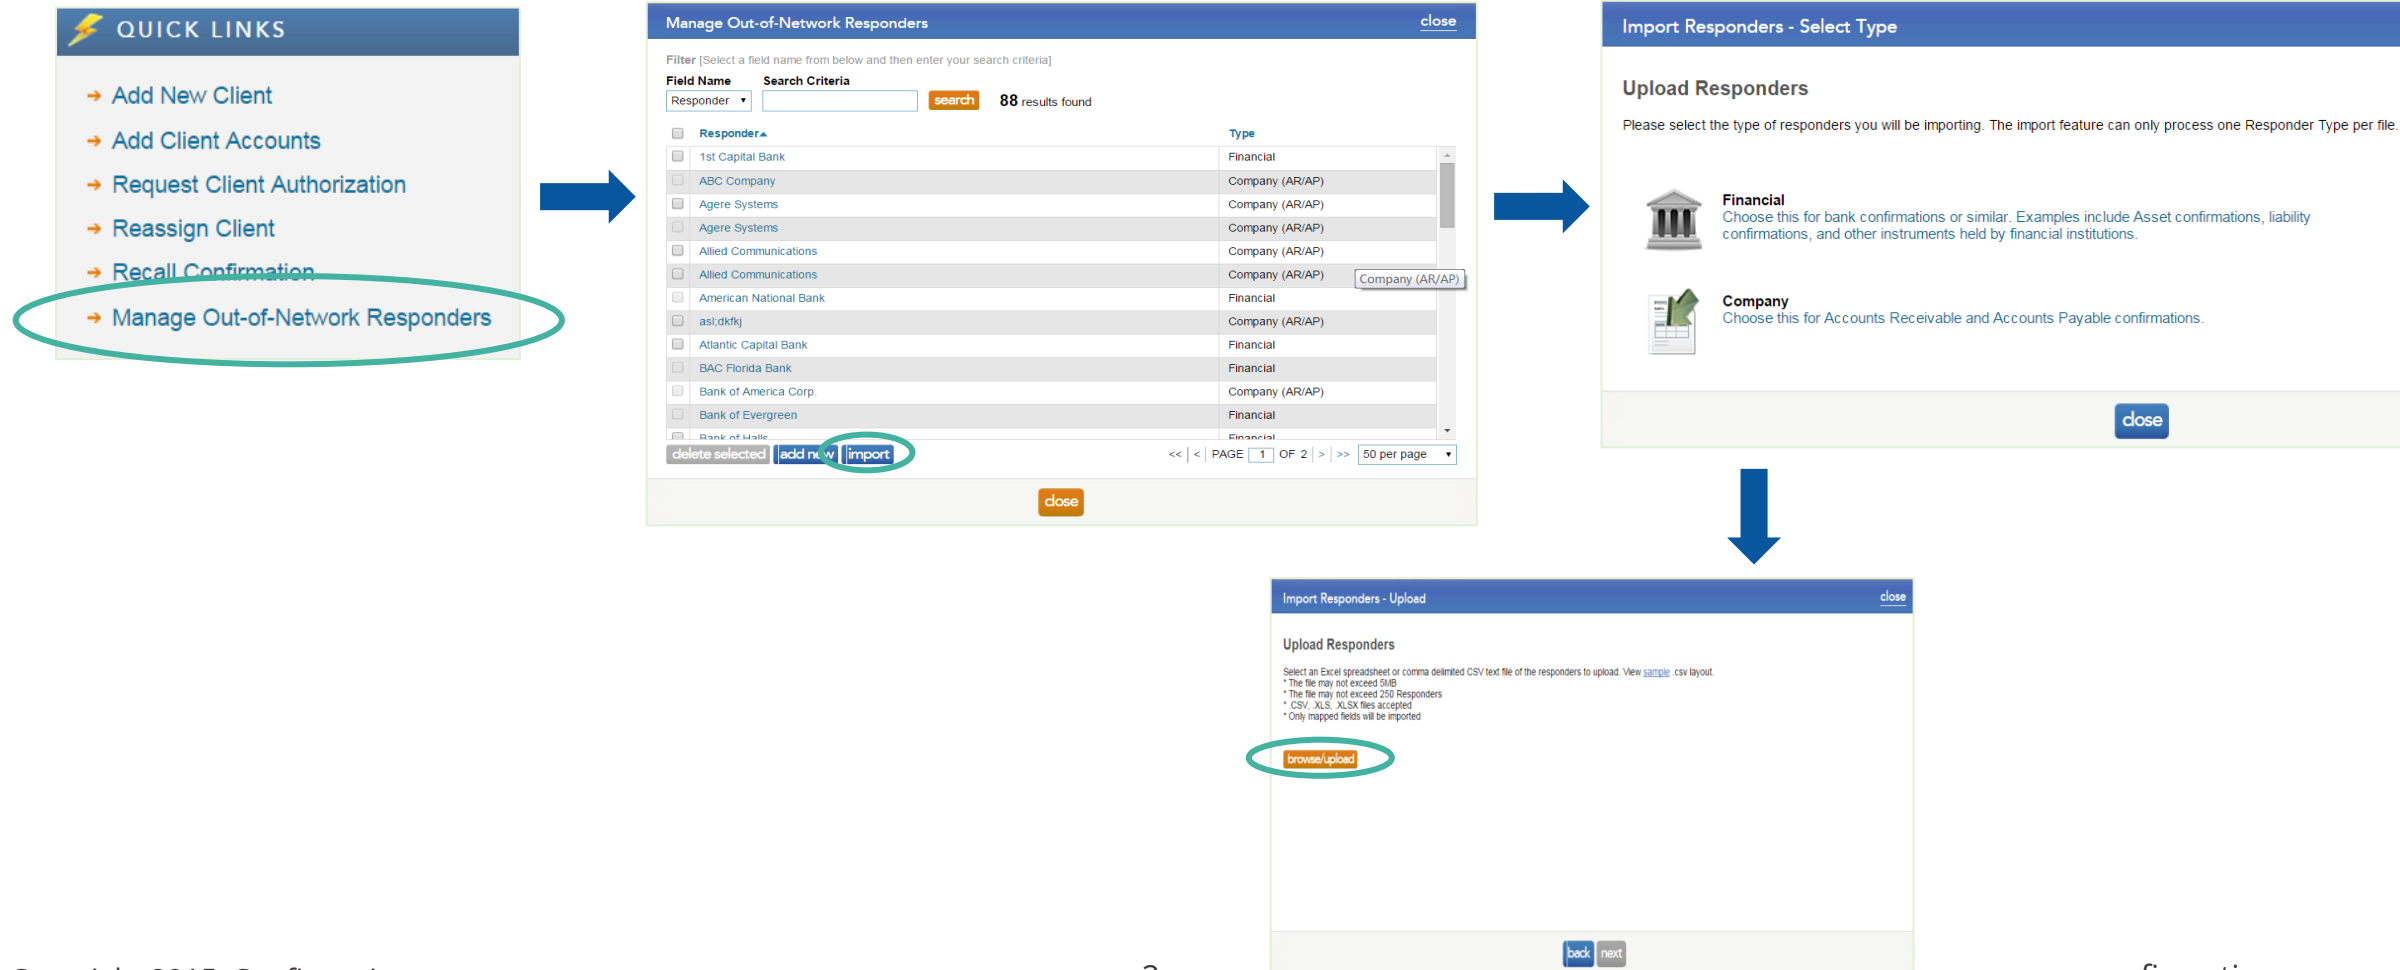 QUICK LINKS
Add New Client
Add Client Accounts
Request Client Authorization
Reassign Client
Recall Confirmation
Manage Out-of-Network Responders
Manage Out-of-Network Responders close
Filter [Select a field name from below and then enter your search criteria]
Field Name Search Criteria
Responder search 88 results found
Responder Type
1st Capital Bank Financial
ABC Company Company (AR/AP)
Agere Systems Company (AR/AP)
Agere Systems Company (AR/AP)
Allied Communications Company (AR/AP)
Allied Communications Company (AR/AP)
Company (AR/AP)
American National Bank Financial
asl;dkfkj Company (AR/AP)
Atlantic Capital Bank Financial
BAC Florida Bank Financial
Bank of America Corp. Company (AR/AP)
Bank of Evergreen Financial
Bank of Halls Financial
delete selected add new import << < PAGE 1 OF 2 > >> 50 per page
close
Import Responders - Select Type
Upload Responders
Please select the type of responders you will be importing. The import feature can only process one Responder Type per file.
Financial
Choose this for bank confirmations or similar. Examples include Asset confirmations, liability
confirmations, and other instruments held by financial institutions.
Company
Choose this for Accounts Receivable and Accounts Payable confirmations.
close
Import Responders - Upload close
Upload Responders
Select an Excel spreadsheet or comma delimited CSV text file of the responders to upload. View sample .csv layout.
* The file may not exceed 5MB
* The file may not exceed 250 Responders
* .CSV, .XLS, .XLSX files accepted
* Only mapped fields will be imported
browse/upload
back next